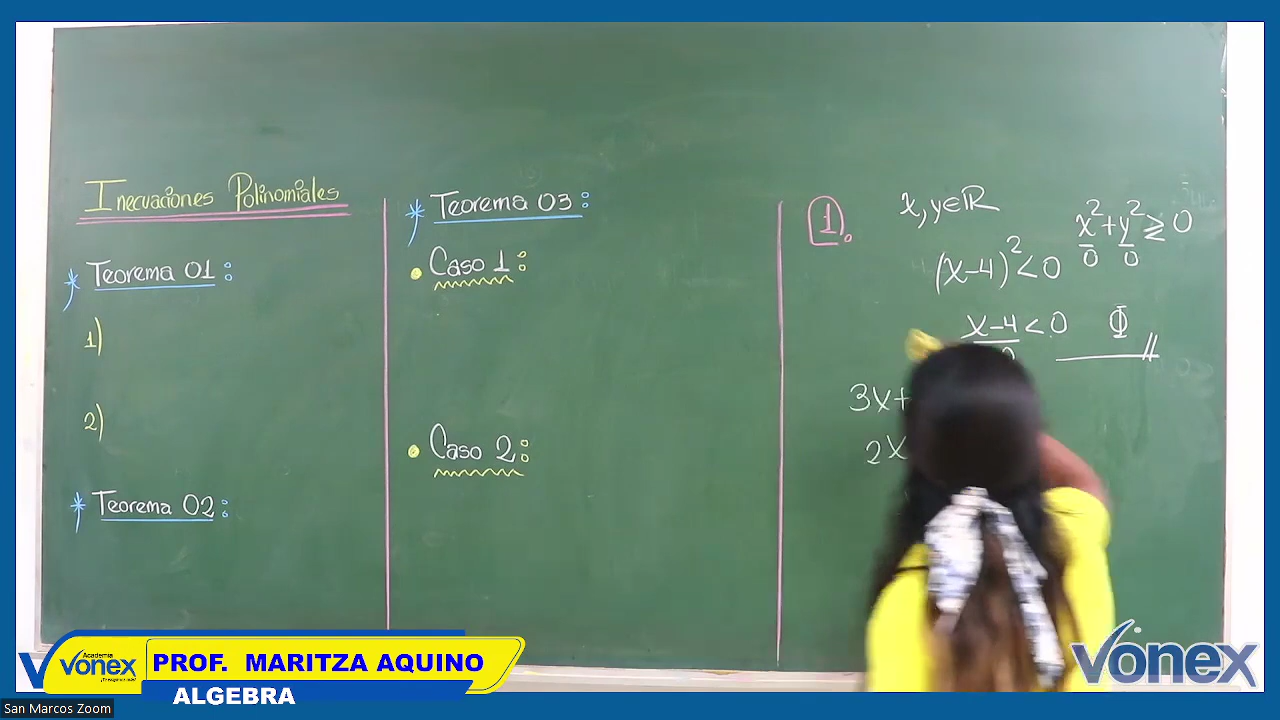 Inecuaciones Polinomiales
* Teorema 01:
1)
2)
* Teorema 02:
* Teorema 03:
• Caso 1:
• Caso 2:
1.
x, y∈ℝ
x²+y² ≥ 0
0 0
(x-4)² < 0
x-4 < 0 Φ
3x+
2x
Academia
Vonex
PROF. MARITZA AQUINO
ALGEBRA
Vonex
San Marcos Zoom